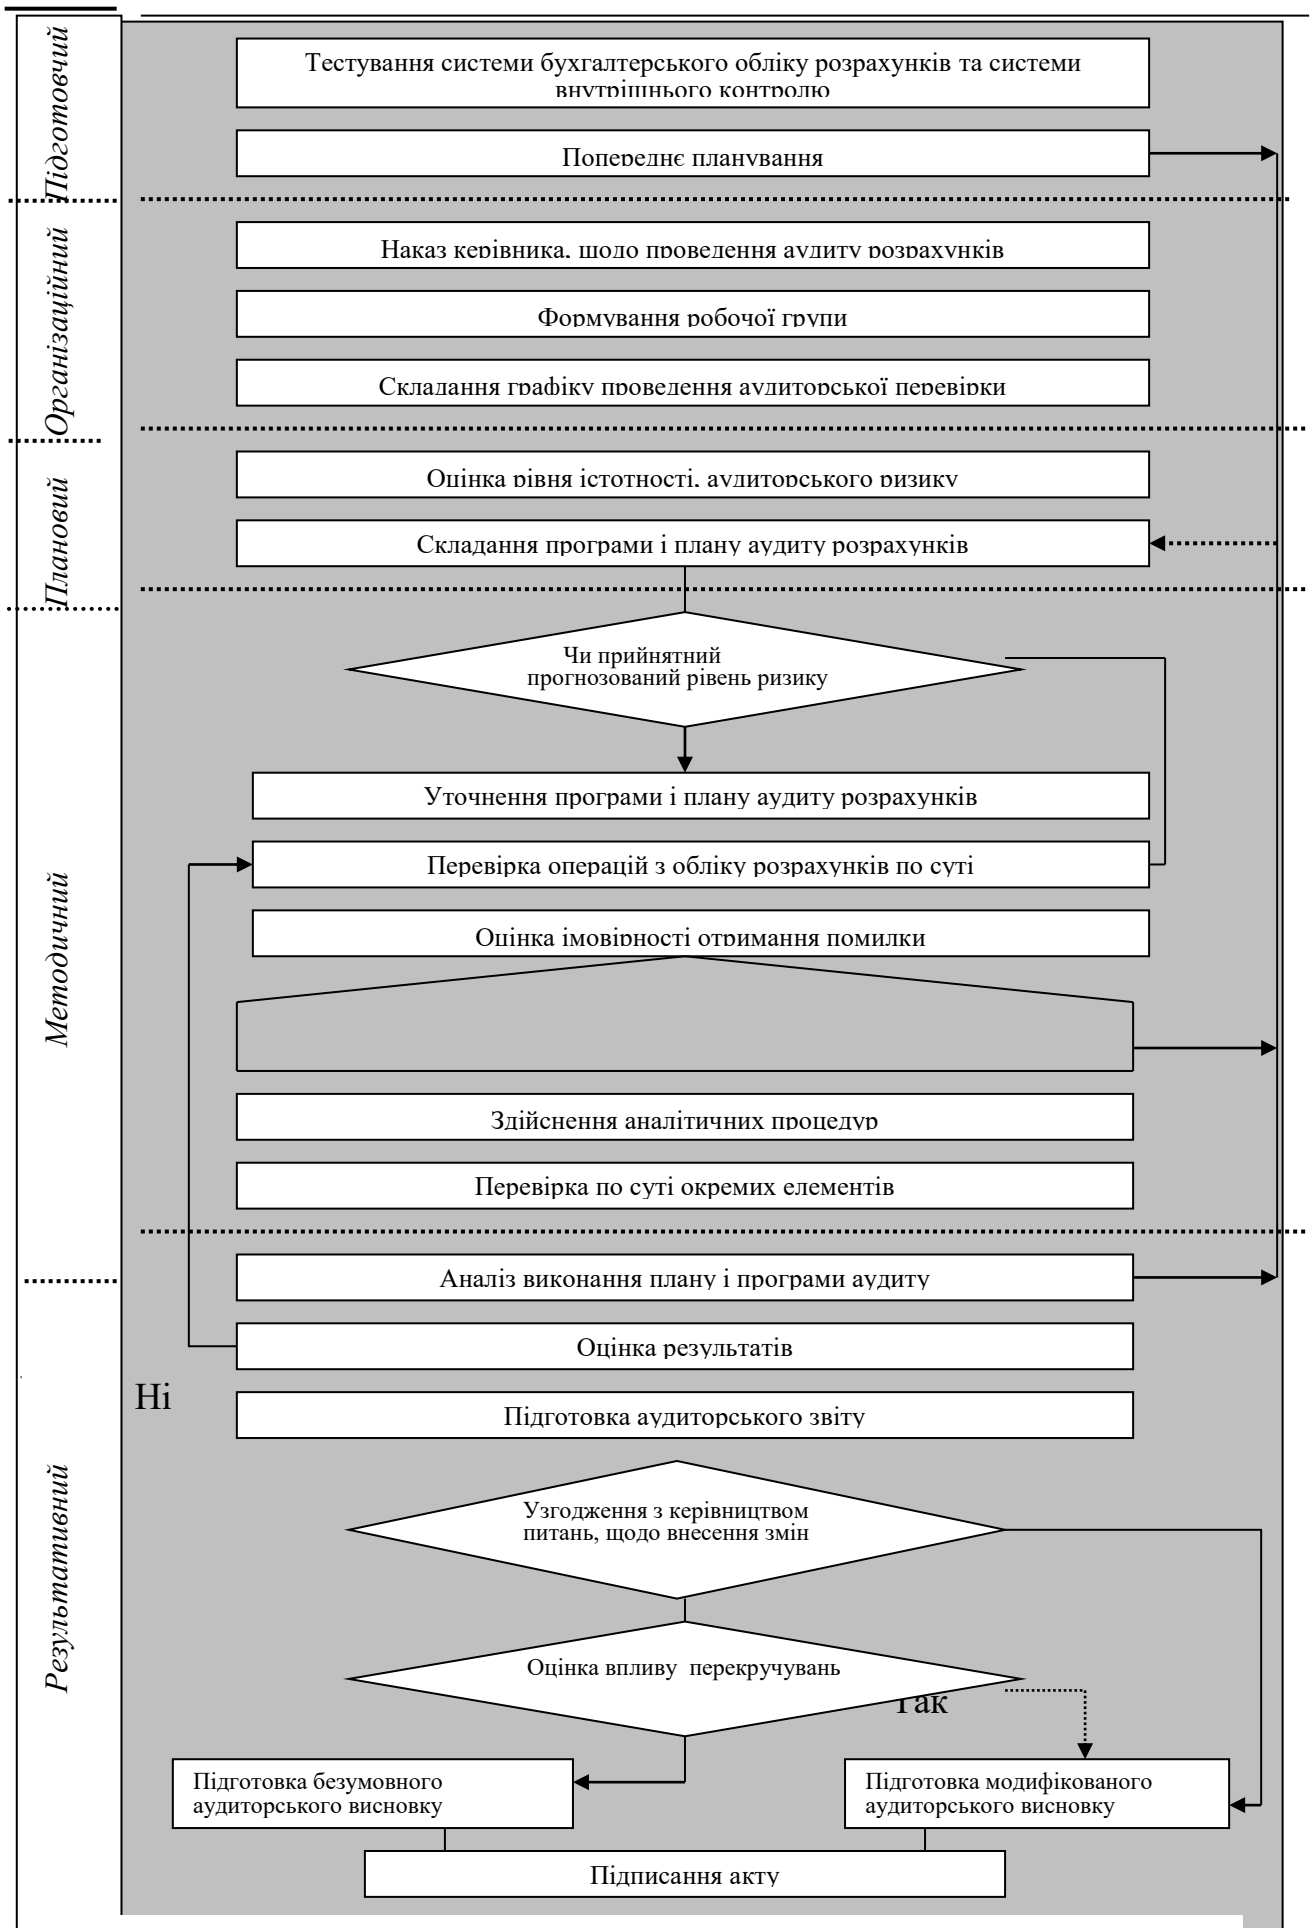 Підготовчий
Тестування системи бухгалтерського обліку розрахунків та системи
внутрішнього контролю
Попереднє планування
Організаційний
Наказ керівника, щодо проведення аудиту розрахунків
Формування робочої групи
Складання графіку проведення аудиторської перевірки
Плановий
Оцінка рівня істотності, аудиторського ризику
Складання програми і плану аудиту розрахунків
Методичний
Чи прийнятний
прогнозований рівень ризику
Уточнення програми і плану аудиту розрахунків
Перевірка операцій з обліку розрахунків по суті
Оцінка імовірності отримання помилки
Здійснення аналітичних процедур
Перевірка по суті окремих елементів
Результативний
Аналіз виконання плану і програми аудиту
Оцінка результатів
Ні
Підготовка аудиторського звіту
Узгодження з керівництвом
питань, щодо внесення змін
Оцінка впливу перекручувань
Так
Підготовка безумовного
аудиторського висновку
Підготовка модифікованого
аудиторського висновку
Підписання акту